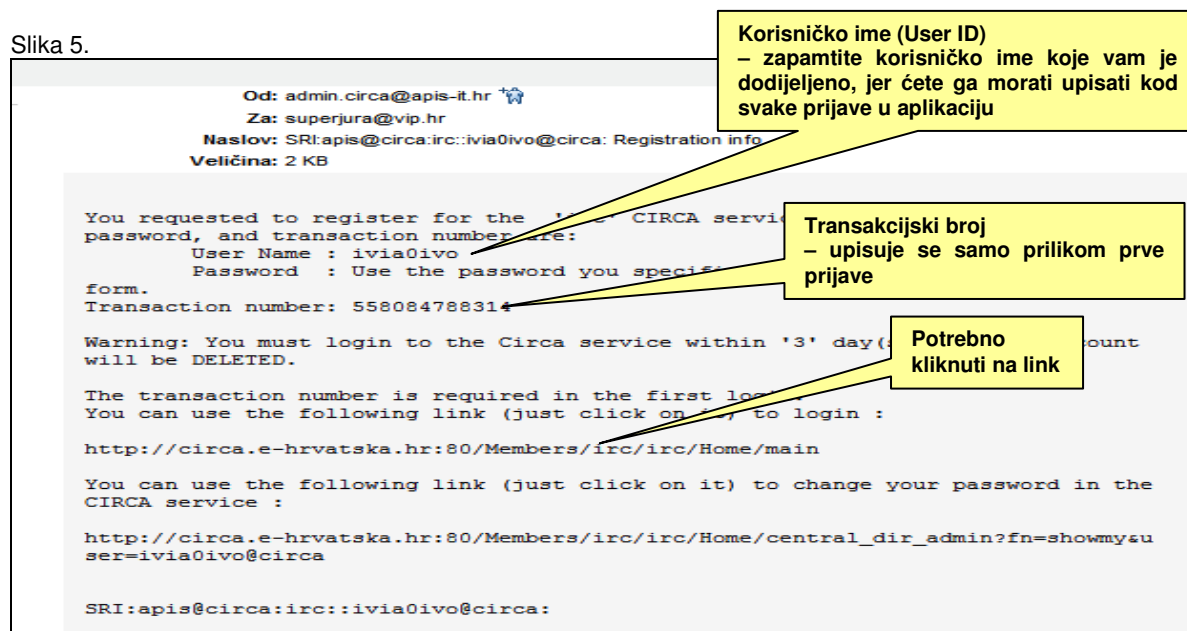 Slika 5.
Korisničko ime (User ID)
– zapamtite korisničko ime koje vam je
dodijeljeno, jer ćete ga morati upisati kod
svake prijave u aplikaciju
Od: admin.circa@apis-it.hr
Za: superjura@vip.hr
Naslov: SRI:apis@circa:irc::ivia0ivo@circa: Registration info
Veličina: 2 KB
You requested to register for the CIRCA
password, and transaction number are:
User Name : ivia0ivo
Password : Use the password you
form.
Transaction number: 558084788314
Transakcijski broj
– upisuje se samo prilikom prve
prijave
Warning: You must login to the Circa service within '3'
will be DELETED.
Potrebno
kliknuti na link
The transaction number is required in the first
You can use the following link (just click on it) to login :
http://circa.e-hrvatska.hr:80/Members/irc/irc/Home/main
You can use the following link (just click on it) to change your password in the
CIRCA service :
http://circa.e-hrvatska.hr:80/Members/irc/irc/Home/central_dir_admin?fn=showmy&u
ser=ivia0ivo@circa
SRI:apis@circa:irc::ivia0ivo@circa: